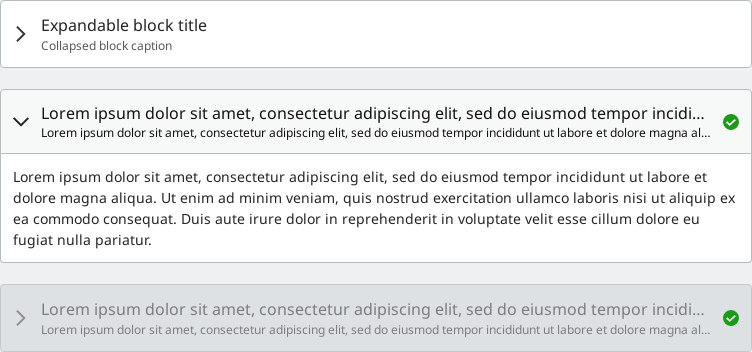 Expandable block title
Collapsed block caption
Lorem ipsum dolor sit amet, consectetur adipiscing elit, sed do eiusmod tempor incidi...
Lorem ipsum dolor sit amet, consectetur adipiscing elit, sed do eiusmod tempor incididunt ut labore et dolore magna al...
Lorem ipsum dolor sit amet, consectetur adipiscing elit, sed do eiusmod tempor incididunt ut labore et
dolore magna aliqua. Ut enim ad minim veniam, quis nostrud exercitation ullamco laboris nisi ut aliquip ex
ea commodo consequat. Duis aute irure dolor in reprehenderit in voluptate velit esse cillum dolore eu
fugiat nulla pariatur.
Lorem ipsum dolor sit amet, consectetur adipiscing elit, sed do eiusmod tempor incidi...
Lorem ipsum dolor sit amet, consectetur adipiscing elit, sed do eiusmod tempor incididunt ut labore et dolore magna al...